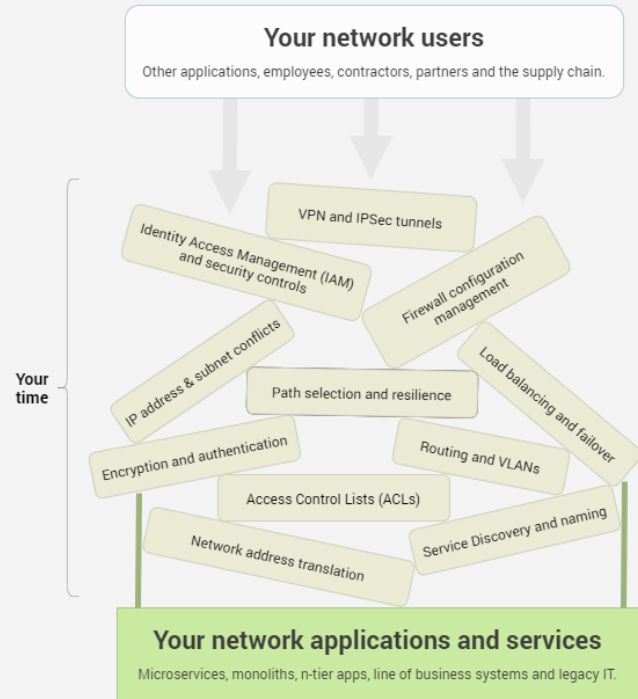 Your network users
Other applications, employees, contractors, partners and the supply chain.
VPN and IPSec tunnels
Identity Access Management (IAM)
and security controls
Firewall configuration
management
IP address & subnet conflicts
Load balancing and failover
Your
time
Path selection and resilience
Encryption and authentication
Routing and VLANs
Access Control Lists (ACLs)
Service Discovery and naming
Network address translation
Your network applications and services
Microservices, monoliths, n-tier apps, line of business systems and legacy IT.